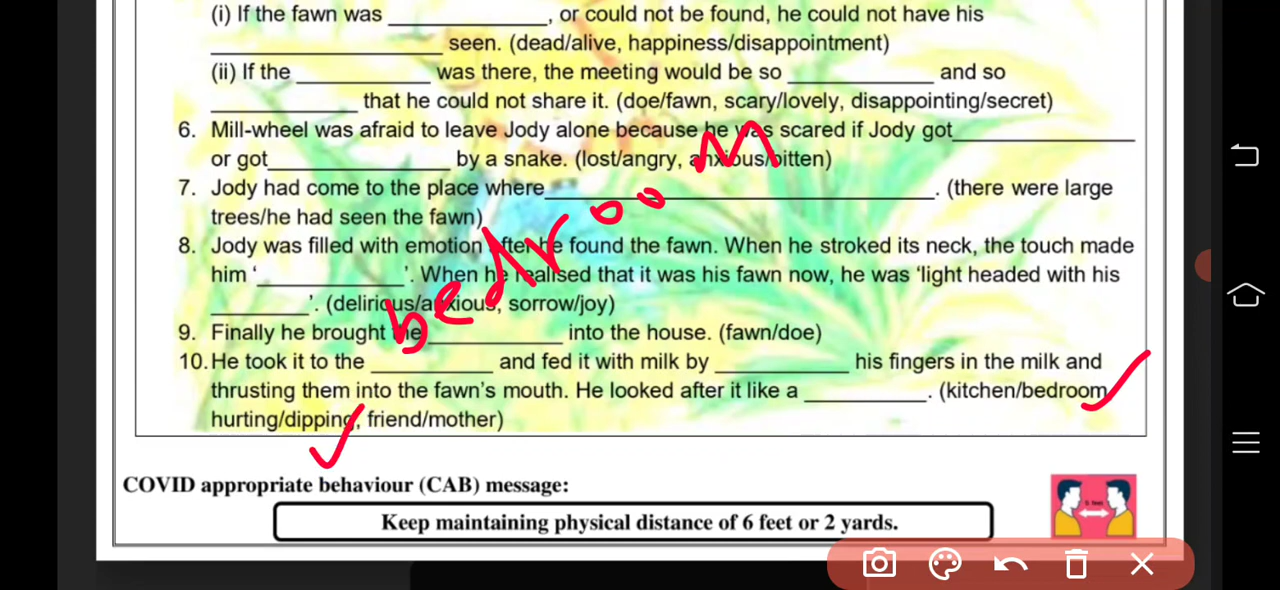 (i) If the fawn was ____________, or could not be found, he could not have his
__________________ seen. (dead/alive, happiness/disappointment)
(ii) If the __________ was there, the meeting would be so ___________ and so
___________ that he could not share it. (doe/fawn, scary/lovely, disappointing/secret)
6. Mill-wheel was afraid to leave Jody alone because he was scared if Jody got______________
or got______________ by a snake. (lost/angry, anxious/bitten)
7. Jody had come to the place where______________________________. (there were large
trees/he had seen the fawn)
8. Jody was filled with emotion after he found the fawn. When he stroked its neck, the touch made
him ‘___________’. When he realised that it was his fawn now, he was ‘light headed with his
_______’. (delirious/anxious, sorrow/joy)
9. Finally he brought the__________ into the house. (fawn/doe)
10. He took it to the _________ and fed it with milk by __________ his fingers in the milk and
thrusting them into the fawn’s mouth. He looked after it like a _________. (kitchen/bedroom,
hurting/dipping, friend/mother)
bedroom
COVID appropriate behaviour (CAB) message:
Keep maintaining physical distance of 6 feet or 2 yards.